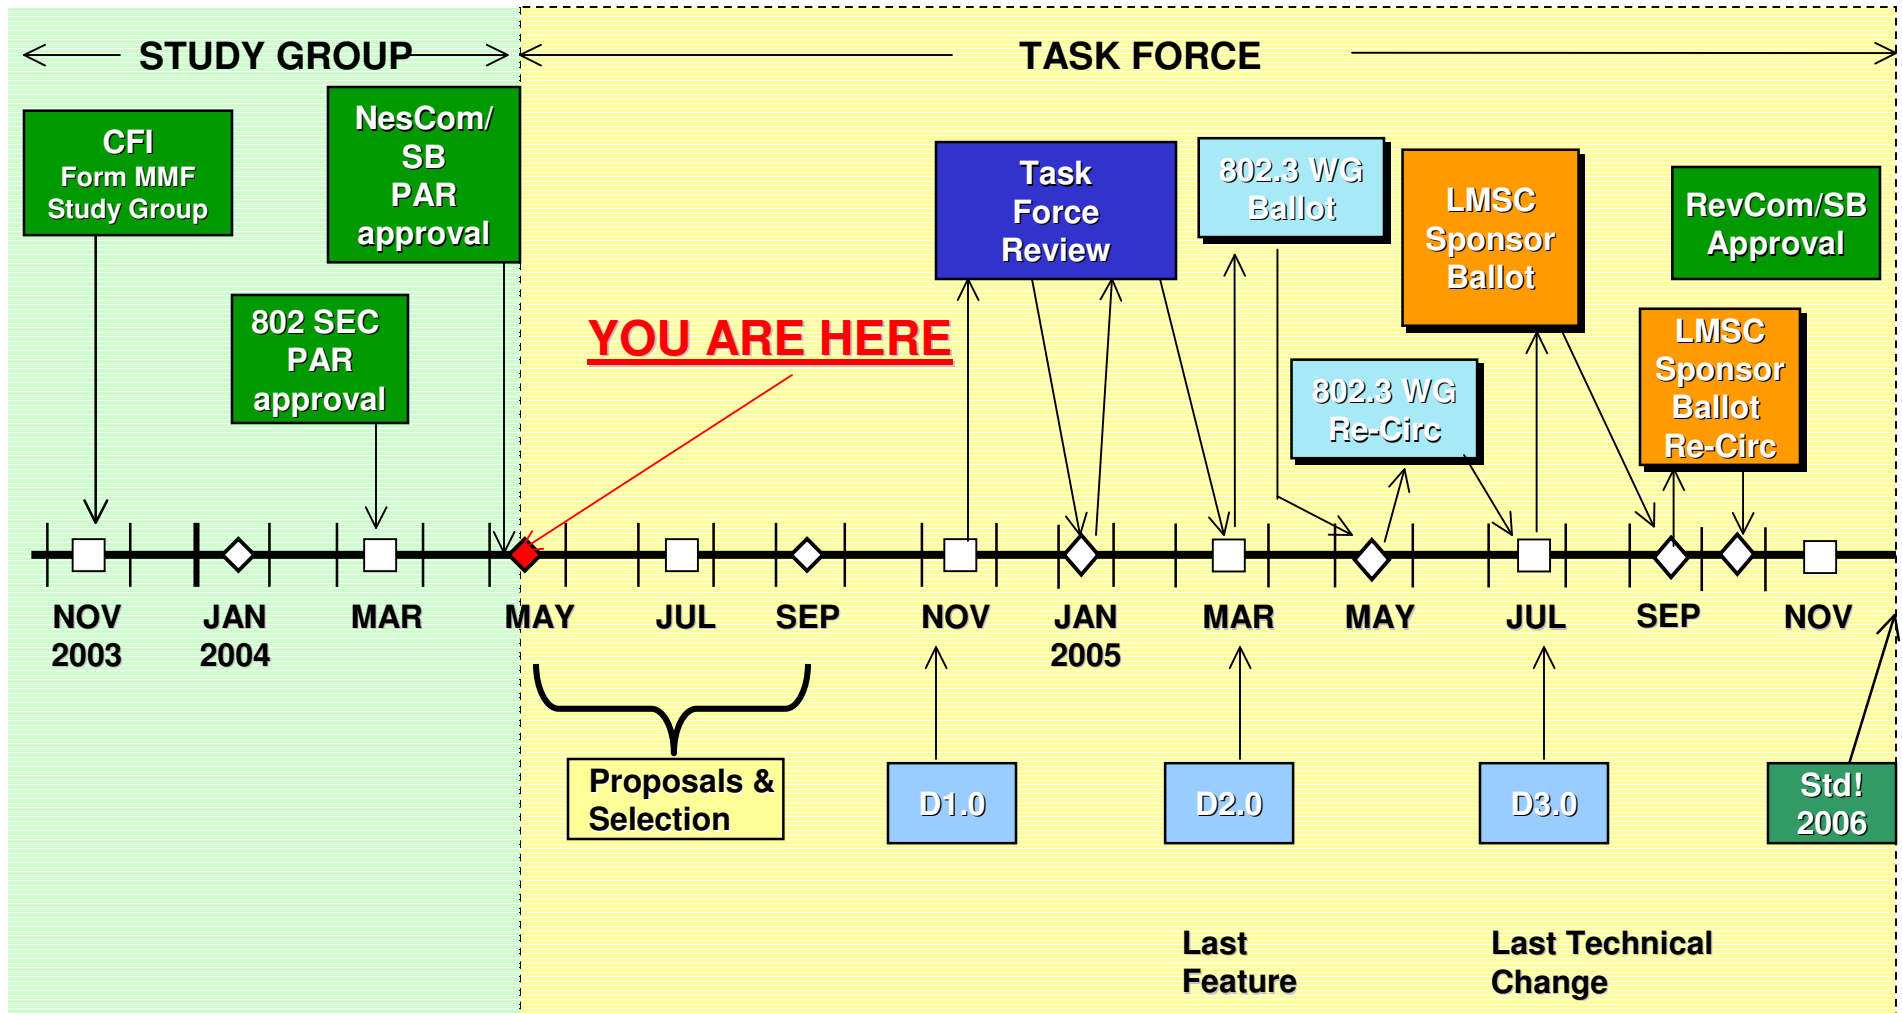 STUDY GROUP
TASK FORCE
CFI
Form MMF
Study Group
NesCom/
SB
PAR
approval
802 SEC
PAR
approval
YOU ARE HERE
Task
Force
Review
802.3 WG
Ballot
802.3 WG
Re-Circ
LMSC
Sponsor
Ballot
LMSC
Sponsor
Ballot
Re-Circ
RevCom/SB
Approval
NOV
2003
JAN
2004
MAR
MAY
JUL
SEP
NOV
JAN
2005
MAR
MAY
JUL
SEP
NOV
Proposals &
Selection
D1.0
D2.0
D3.0
Std!
2006
Last
Feature
Last Technical
Change